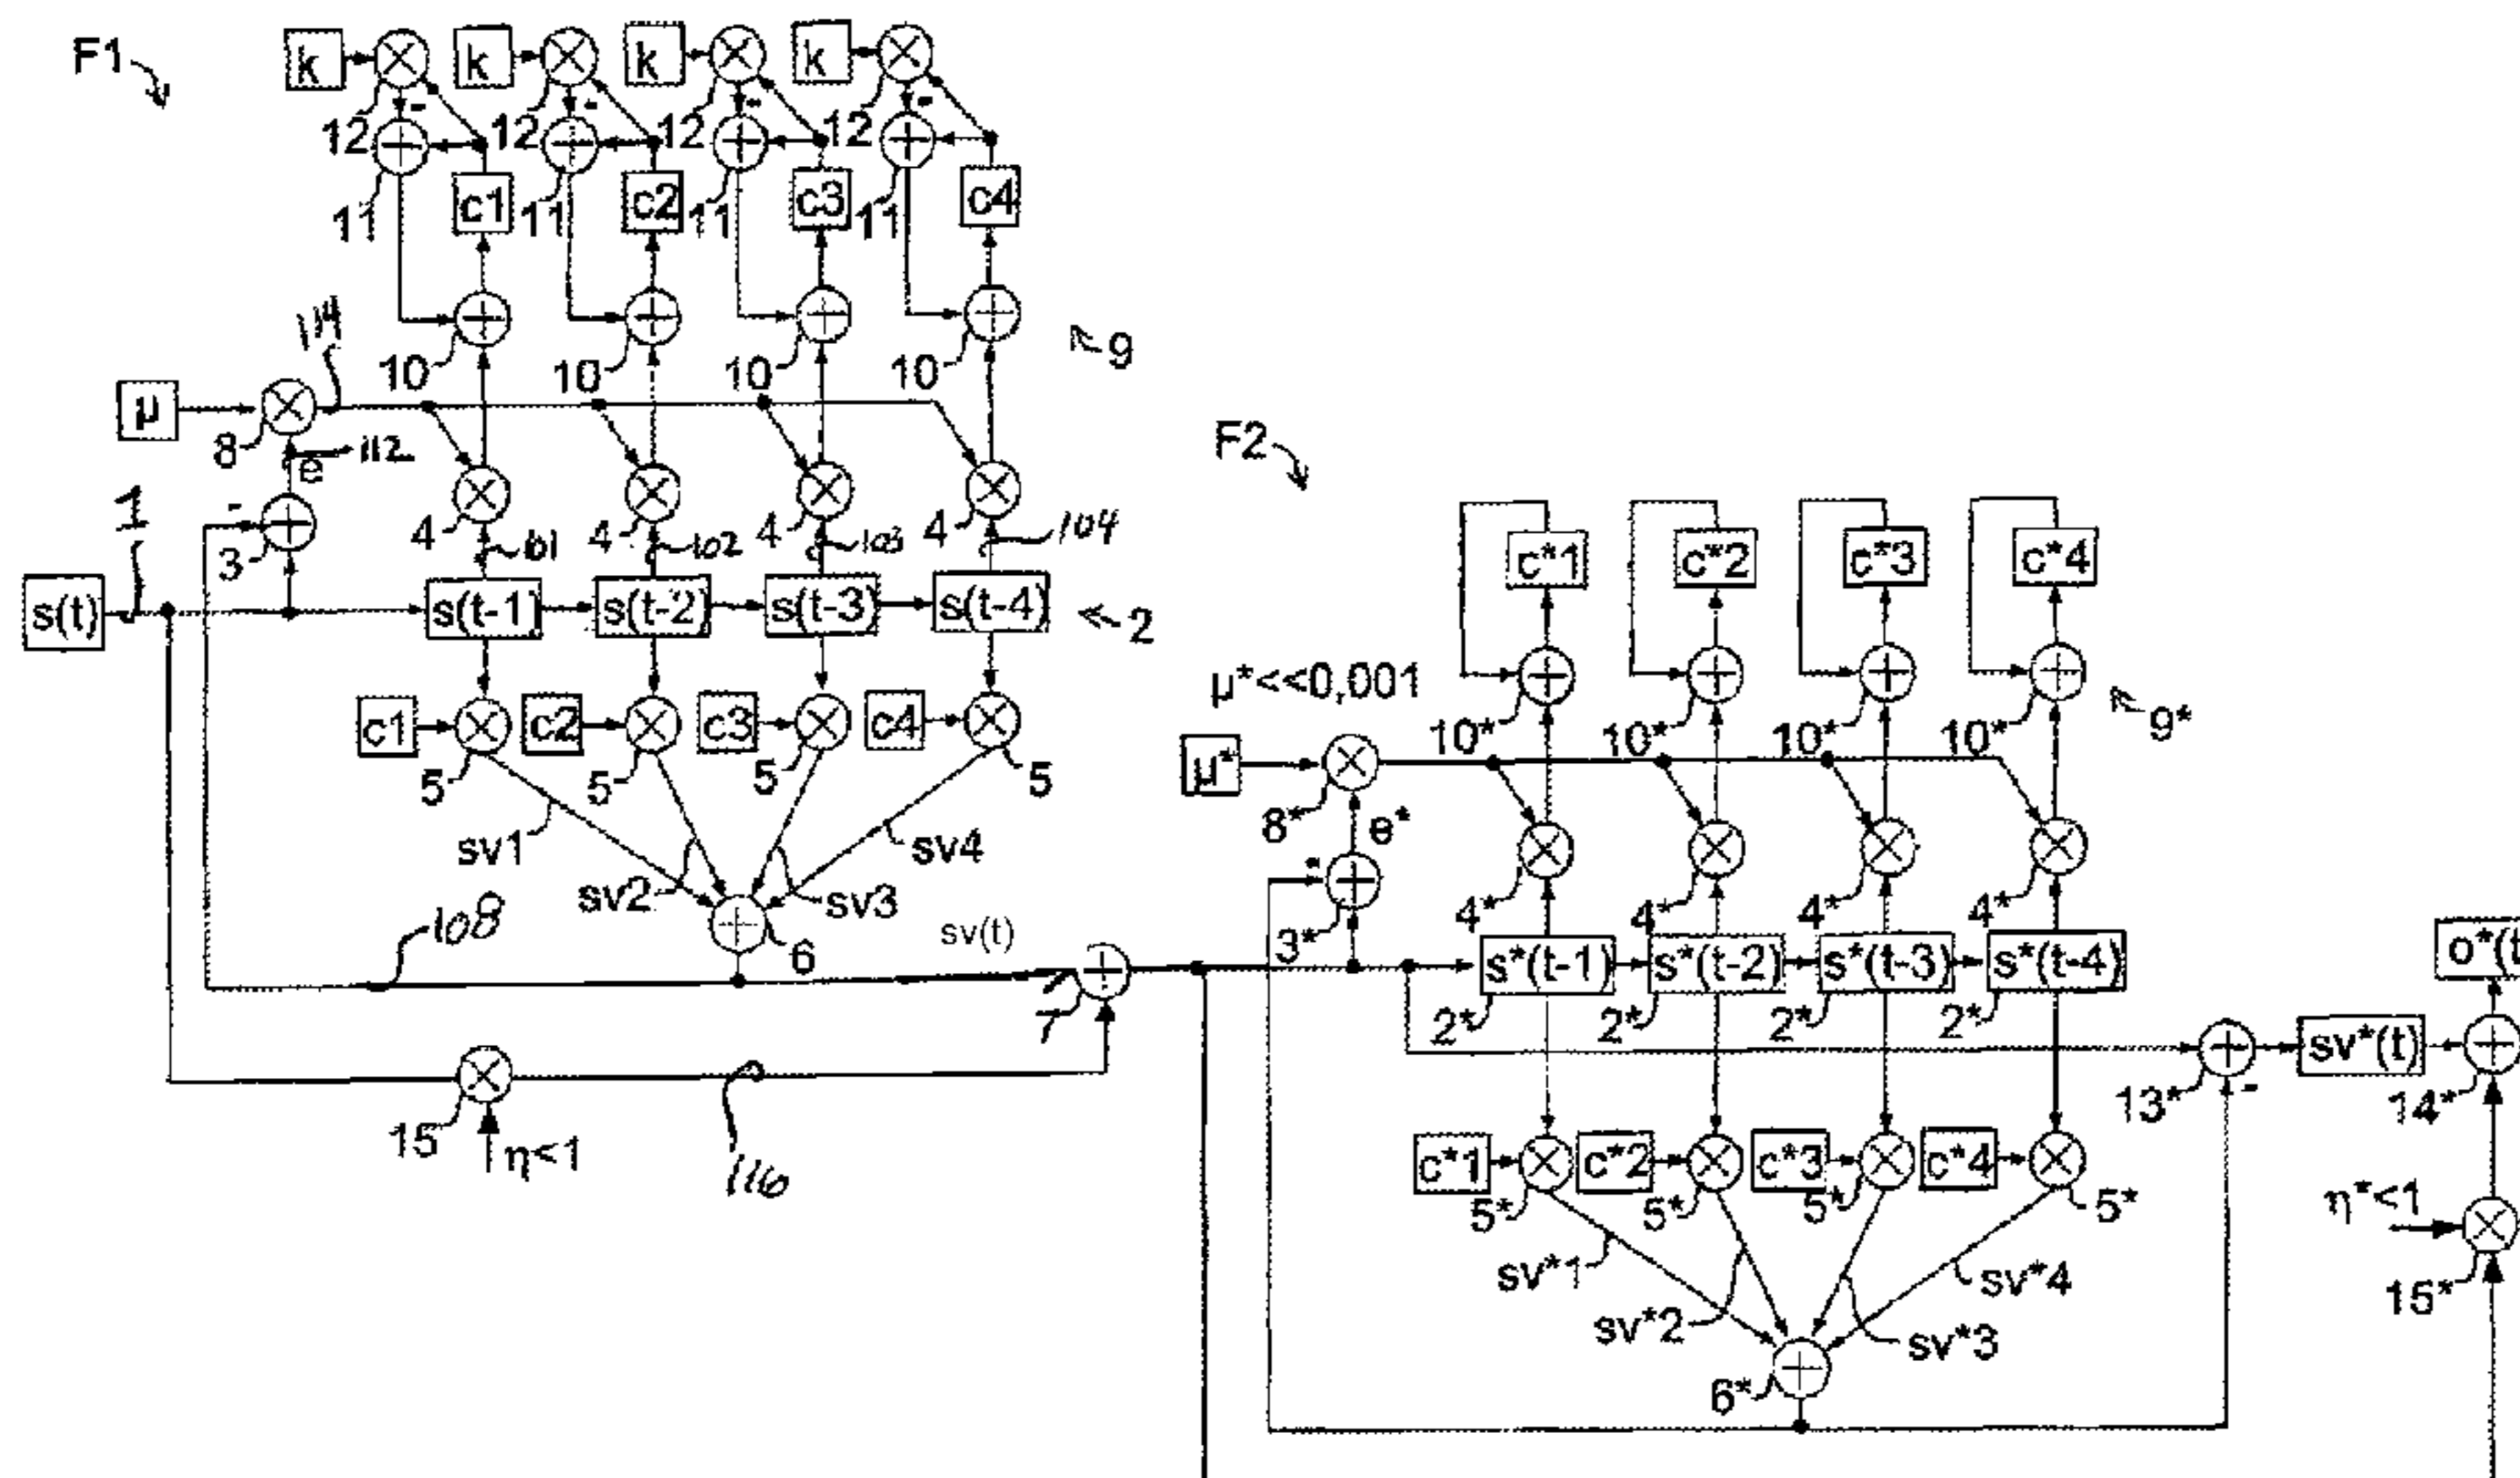 F1
k k k k
12 12 12 12
11 c1 11 c2 11 c3 11 c4
114
10 10 10 10 9
μ
8 e 112
1
3 - 4 4 4 4
101 102 103 104
s(t) s(t-1) s(t-2) s(t-3) s(t-4) 2
c1 c2 c3 c4
5 5 5 5
sv1 sv2 sv3 sv4
108 6 sv(t)
7
15 η<1 116
F2
c*1 c*2 c*3 c*4
μ*<<0,001
10* 10* 10* 10* 9*
μ*
8* e*
3* - 4* 4* 4* 4*
s*(t-1) s*(t-2) s*(t-3) s*(t-4)
2* 2* 2* 2*
o*(t
sv*(t)
13* - 14*
c*1 c*2 c*3 c*4
5* 5* 5* 5*
η*<1
sv*1 sv*2 sv*3 sv*4
15*
6*